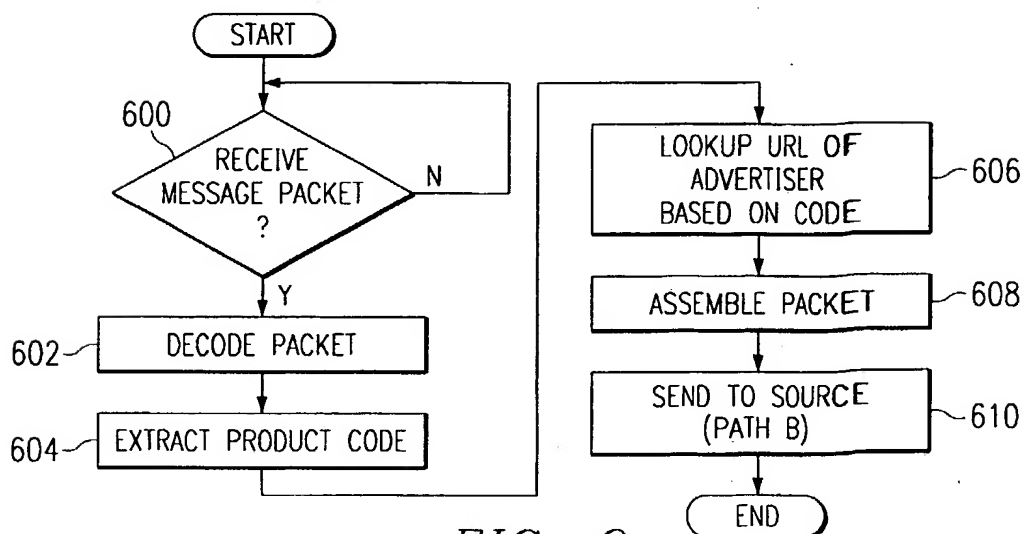 START
600
RECEIVE
MESSAGE PACKET
?
N
Y
602
DECODE PACKET
604
EXTRACT PRODUCT CODE
LOOKUP URL OF
ADVERTISER
BASED ON CODE
606
ASSEMBLE PACKET
608
SEND TO SOURCE
(PATH B)
610
END